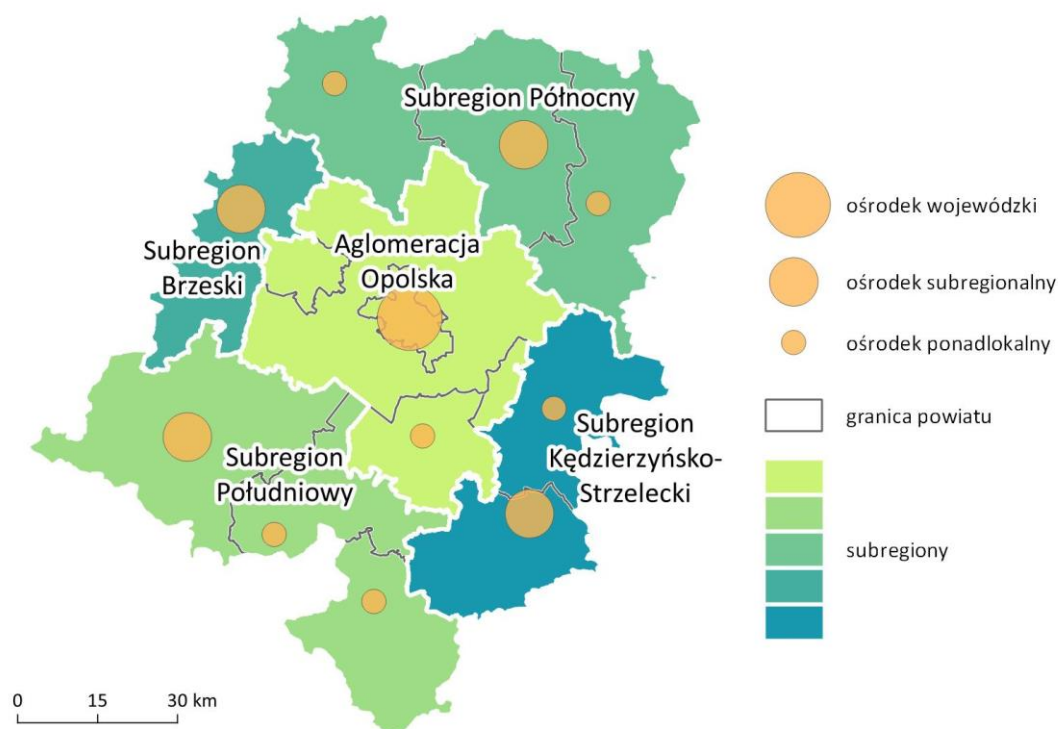 Subregion Północny
Subregion
Brzeski
Aglomeracja
Opolska
Subregion
Kędzierzyńsko-
Strzelecki
Subregion
Południowy
0 15 30 km
ośrodek wojewódzki
ośrodek subregionalny
ośrodek ponadlokalny
granica powiatu
subregiony